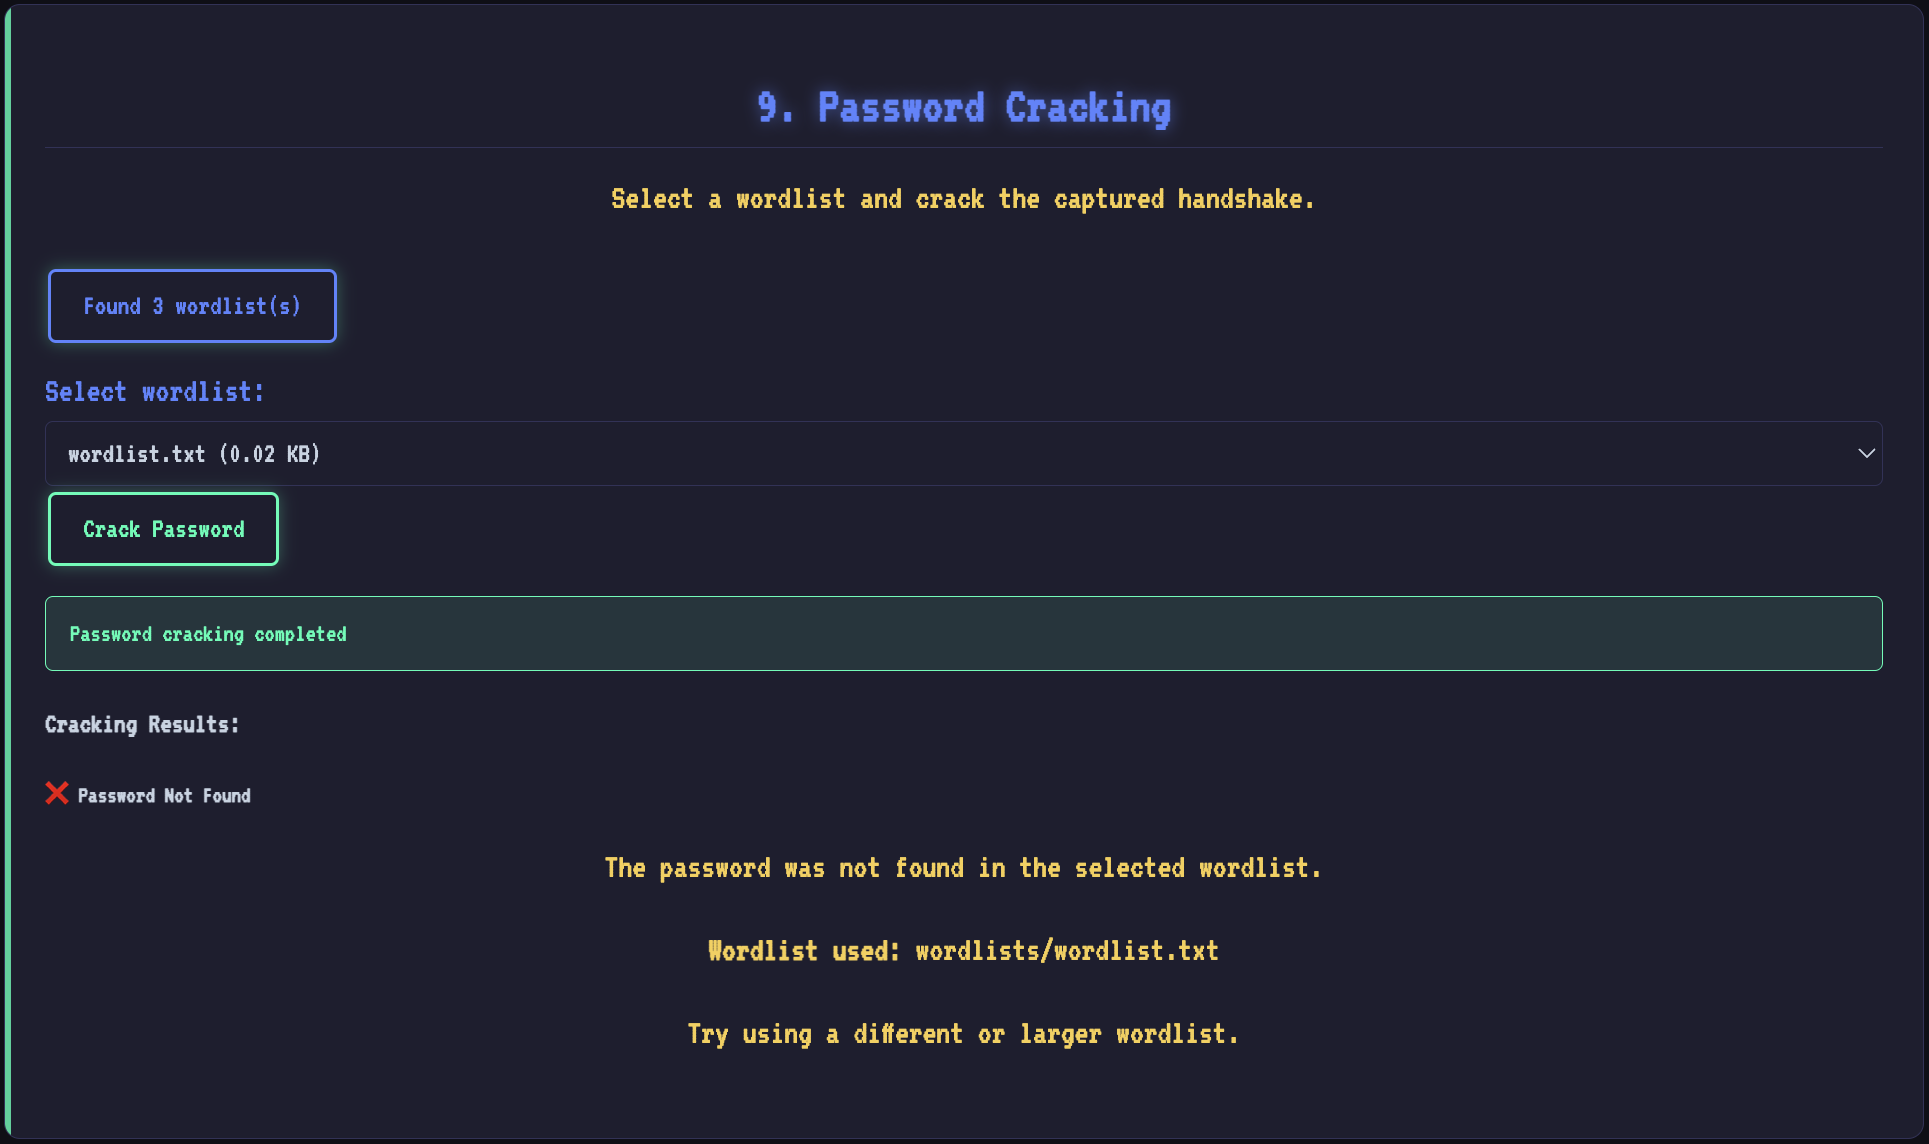 9. Password Cracking
Select a wordlist and crack the captured handshake.
Found 3 wordlist(s)
Select wordlist:
wordlist.txt (0.02 KB)
Crack Password
Password cracking completed
Cracking Results:
❌ Password Not Found
The password was not found in the selected wordlist.
Wordlist used: wordlists/wordlist.txt
Try using a different or larger wordlist.